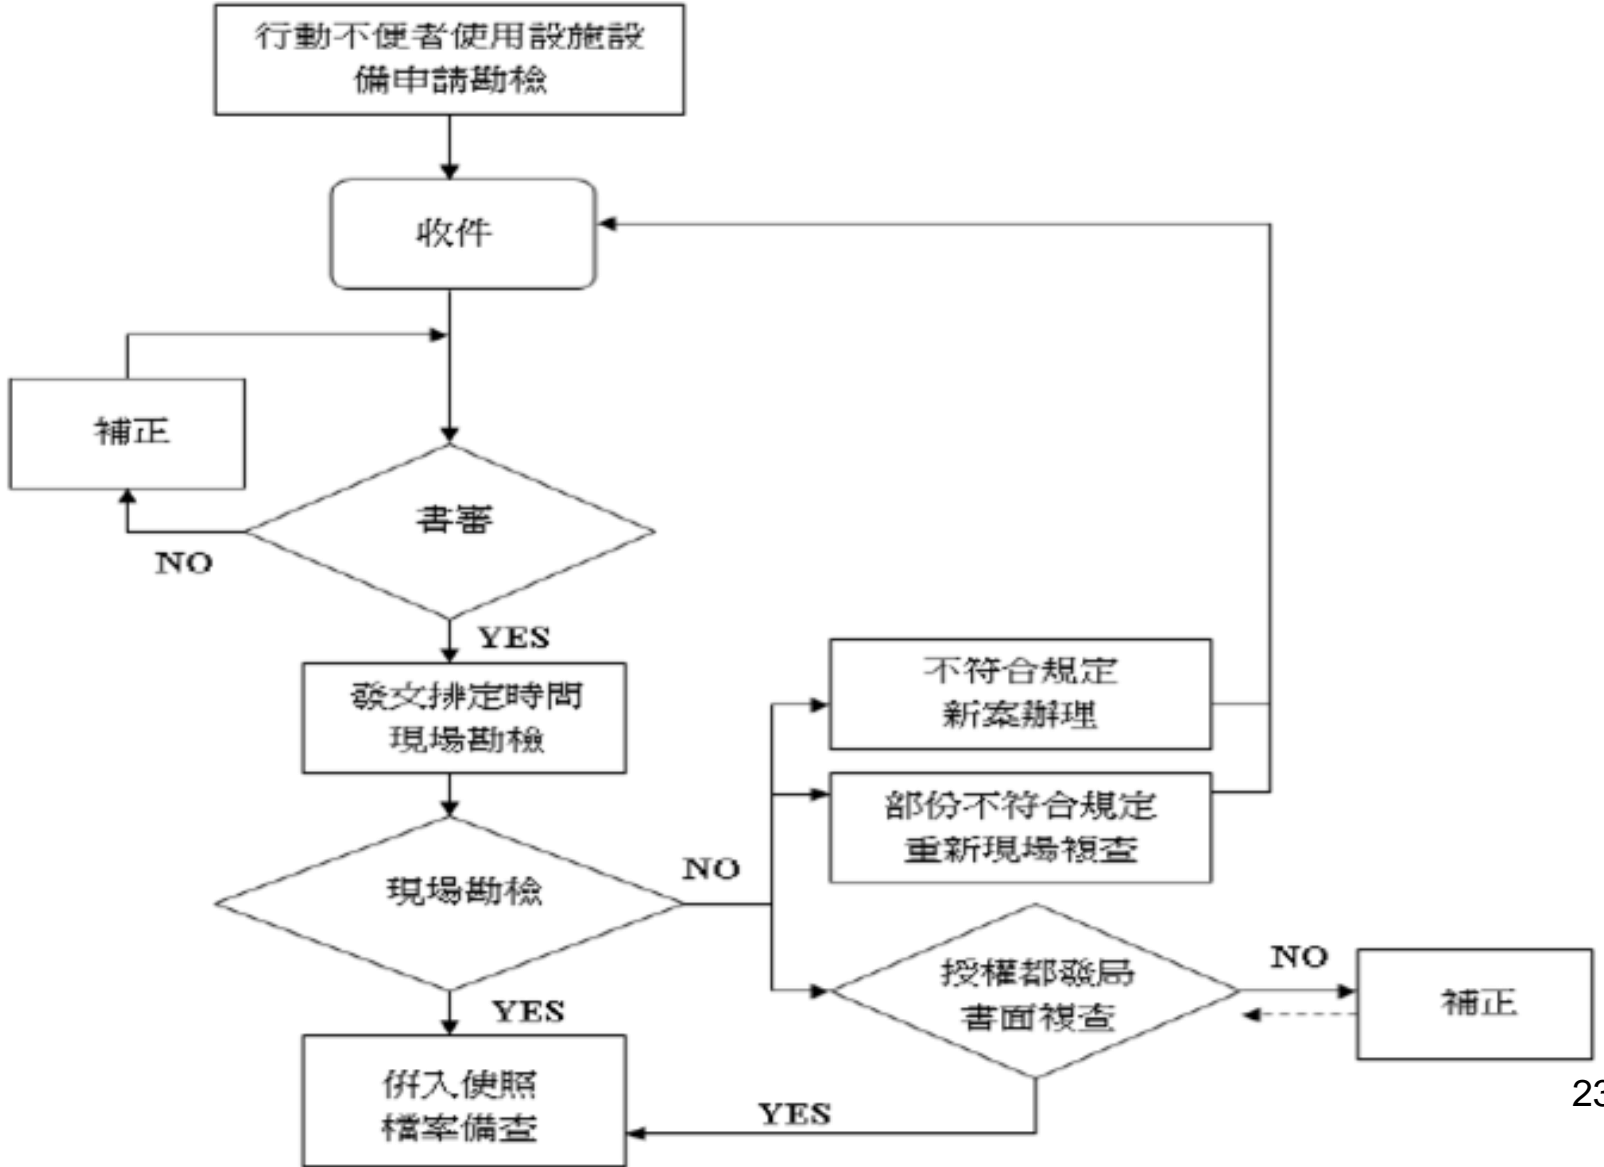 行動不便者使用設施設
備申請勘檢
收件
補正
書審
NO
YES
發文排定時間
現場勘檢
不符合規定
新案辦理
部份不符合規定
重新現場複查
現場勘檢
NO
授權都發局
書面複查
NO
補正
YES
併入使照
檔案備查
YES
23